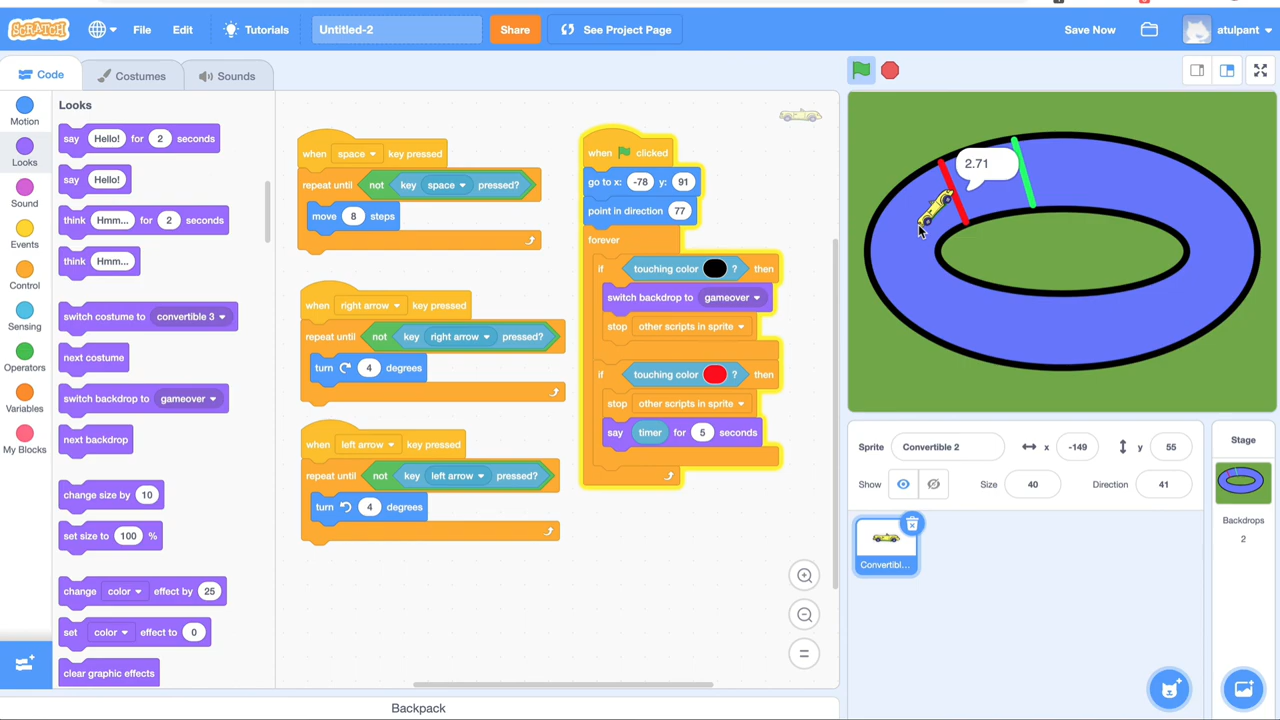 SCRATCH
File
Edit
Tutorials
Untitled-2
Share
See Project Page
Save Now
atulpant
Code
Costumes
Sounds
Motion
Looks
Sound
Events
Control
Sensing
Operators
Variables
My Blocks
Looks
say Hello! for 2 seconds
say Hello!
think Hmm... for 2 seconds
think Hmm...
switch costume to convertible 3
next costume
switch backdrop to gameover
next backdrop
change size by 10
set size to 100 %
change color effect by 25
set color effect to 0
clear graphic effects
when space key pressed
repeat until not key space pressed?
move 8 steps
when right arrow key pressed
repeat until not key right arrow pressed?
turn 4 degrees
when left arrow key pressed
repeat until not key left arrow pressed?
turn 4 degrees
when clicked
go to x: -78 y: 91
point in direction 77
forever
if touching color ? then
switch backdrop to gameover
stop other scripts in sprite
if touching color ? then
stop other scripts in sprite
say timer for 5 seconds
Backpack
2.71
Sprite Convertible 2 x -149 y 55
Show Size 40 Direction 41
Convertibl...
Stage
Backdrops
2